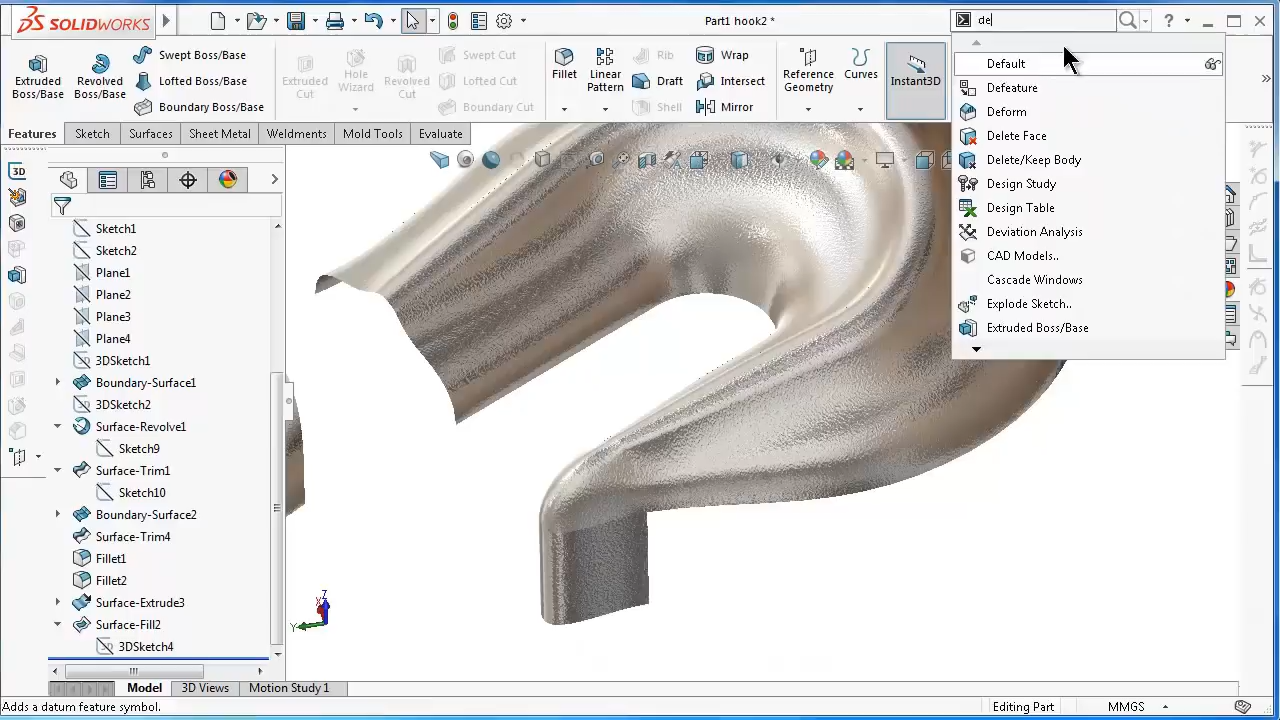 SOLIDWORKS
Part1 hook2 *
de
Extruded Boss/Base
Revolved Boss/Base
Swept Boss/Base
Lofted Boss/Base
Boundary Boss/Base
Extruded Cut
Hole Wizard
Revolved Cut
Swept Cut
Lofted Cut
Boundary Cut
Fillet
Linear Pattern
Rib
Draft
Shell
Wrap
Intersect
Mirror
Reference Geometry
Curves
Instant3D
Features
Sketch
Surfaces
Sheet Metal
Weldments
Mold Tools
Evaluate
Default
Defeature
Deform
Delete Face
Delete/Keep Body
Design Study
Design Table
Deviation Analysis
CAD Models..
Cascade Windows
Explode Sketch..
Extruded Boss/Base
3D
Sketch1
Sketch2
Plane1
Plane2
Plane3
Plane4
3DSketch1
Boundary-Surface1
3DSketch2
Surface-Revolve1
Sketch9
Surface-Trim1
Sketch10
Boundary-Surface2
Surface-Trim4
Fillet1
Fillet2
Surface-Extrude3
Surface-Fill2
3DSketch4
Z
X
Y
Model
3D Views
Motion Study 1
Adds a datum feature symbol.
Editing Part
MMGS